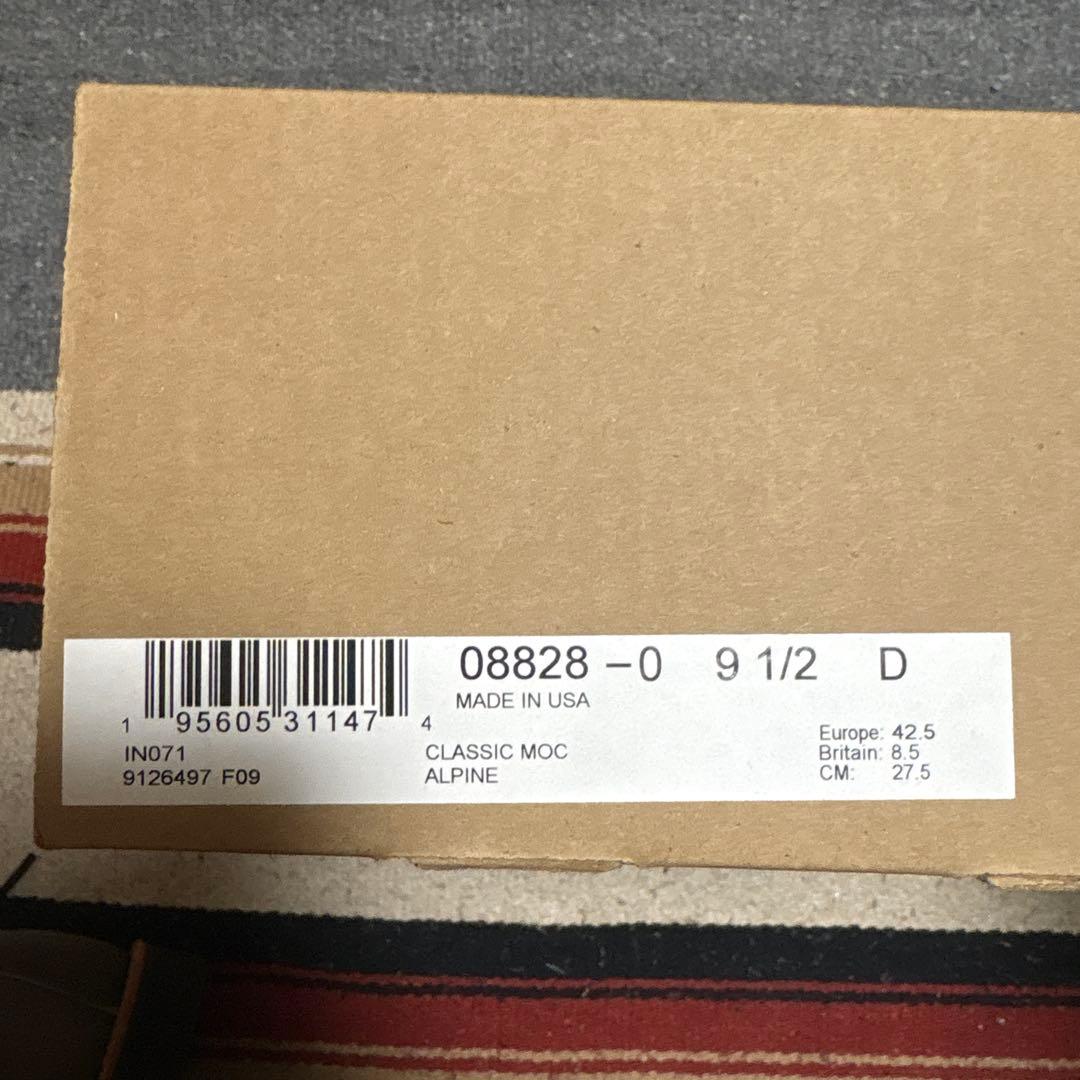 08828 –0 9 1/2 D
MADE IN USA
1 95605 31147 4
Europe: 42.5
IN071 CLASSIC MOC Britain: 8.5
9126497 F09 ALPINE CM: 27.5